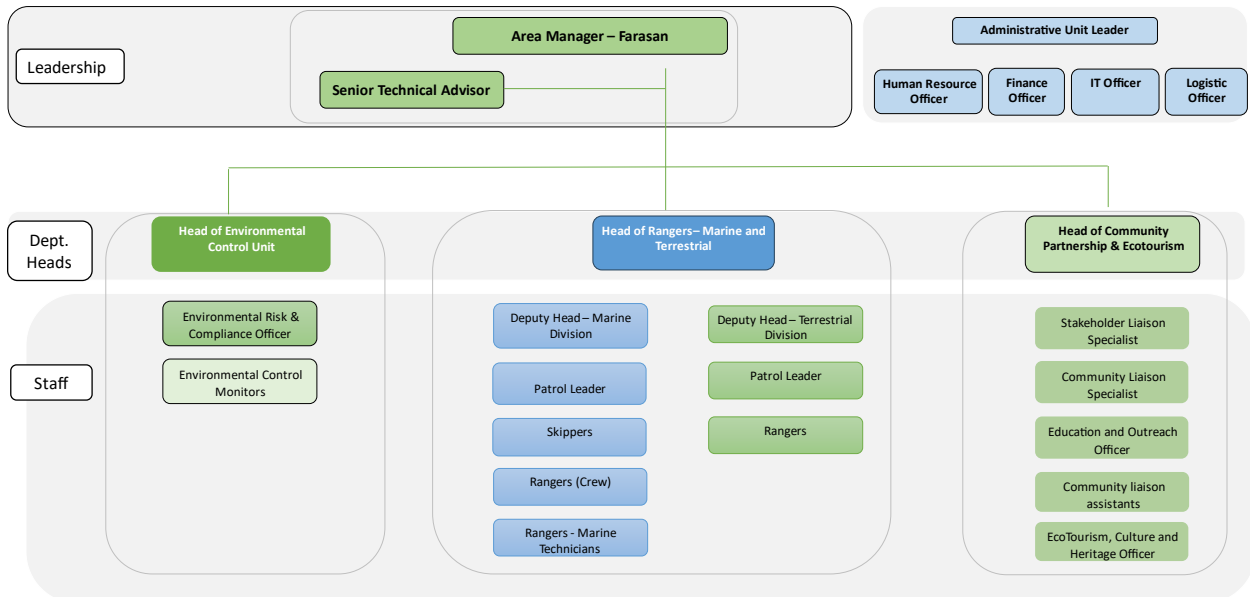 Area Manager – Farasan
Leadership
Senior Technical Advisor
Administrative Unit Leader
Human Resource
Officer
Finance
Officer
IT Officer
Logistic
Officer
Dept.
Heads
Head of Environmental
Control Unit
Head of Rangers– Marine and
Terrestrial
Head of Community
Partnership & Ecotourism
Staff
Environmental Risk &
Compliance Officer
Environmental Control
Monitors
Deputy Head – Marine
Division
Patrol Leader
Skippers
Rangers (Crew)
Rangers - Marine
Technicians
Deputy Head – Terrestrial
Division
Patrol Leader
Rangers
Stakeholder Liaison
Specialist
Community Liaison
Specialist
Education and Outreach
Officer
Community liaison
assistants
EcoTourism, Culture and
Heritage Officer